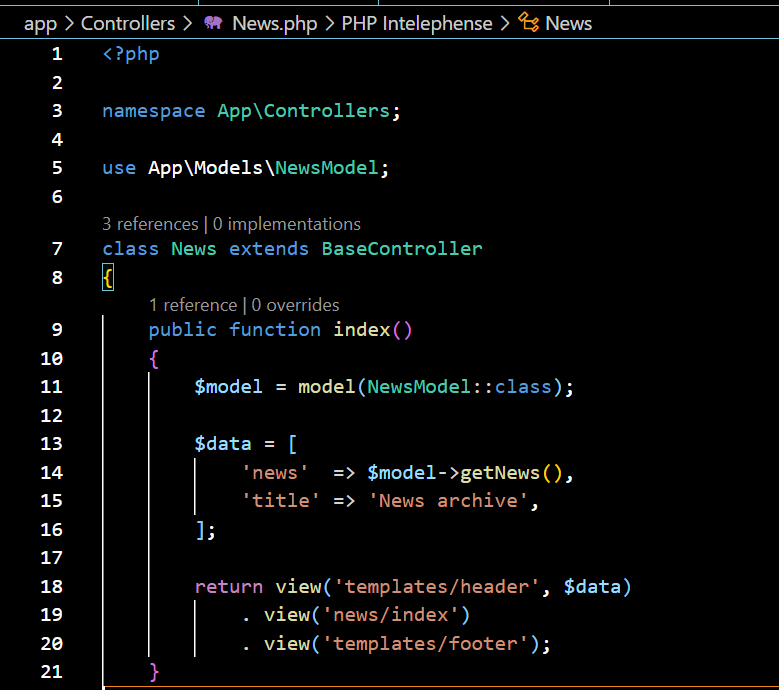 app > Controllers > News.php > PHP Intelephense > News
1 <?php
2
3 namespace App\Controllers;
4
5 use App\Models\NewsModel;
6
3 references | 0 implementations
7 class News extends BaseController
8 {
1 reference | 0 overrides
9 public function index()
10 {
11 $model = model(NewsModel::class);
12
13 $data = [
14 'news'  => $model->getNews(),
15 'title' => 'News archive',
16 ];
17
18 return view('templates/header', $data)
19 . view('news/index')
20 . view('templates/footer');
21 }